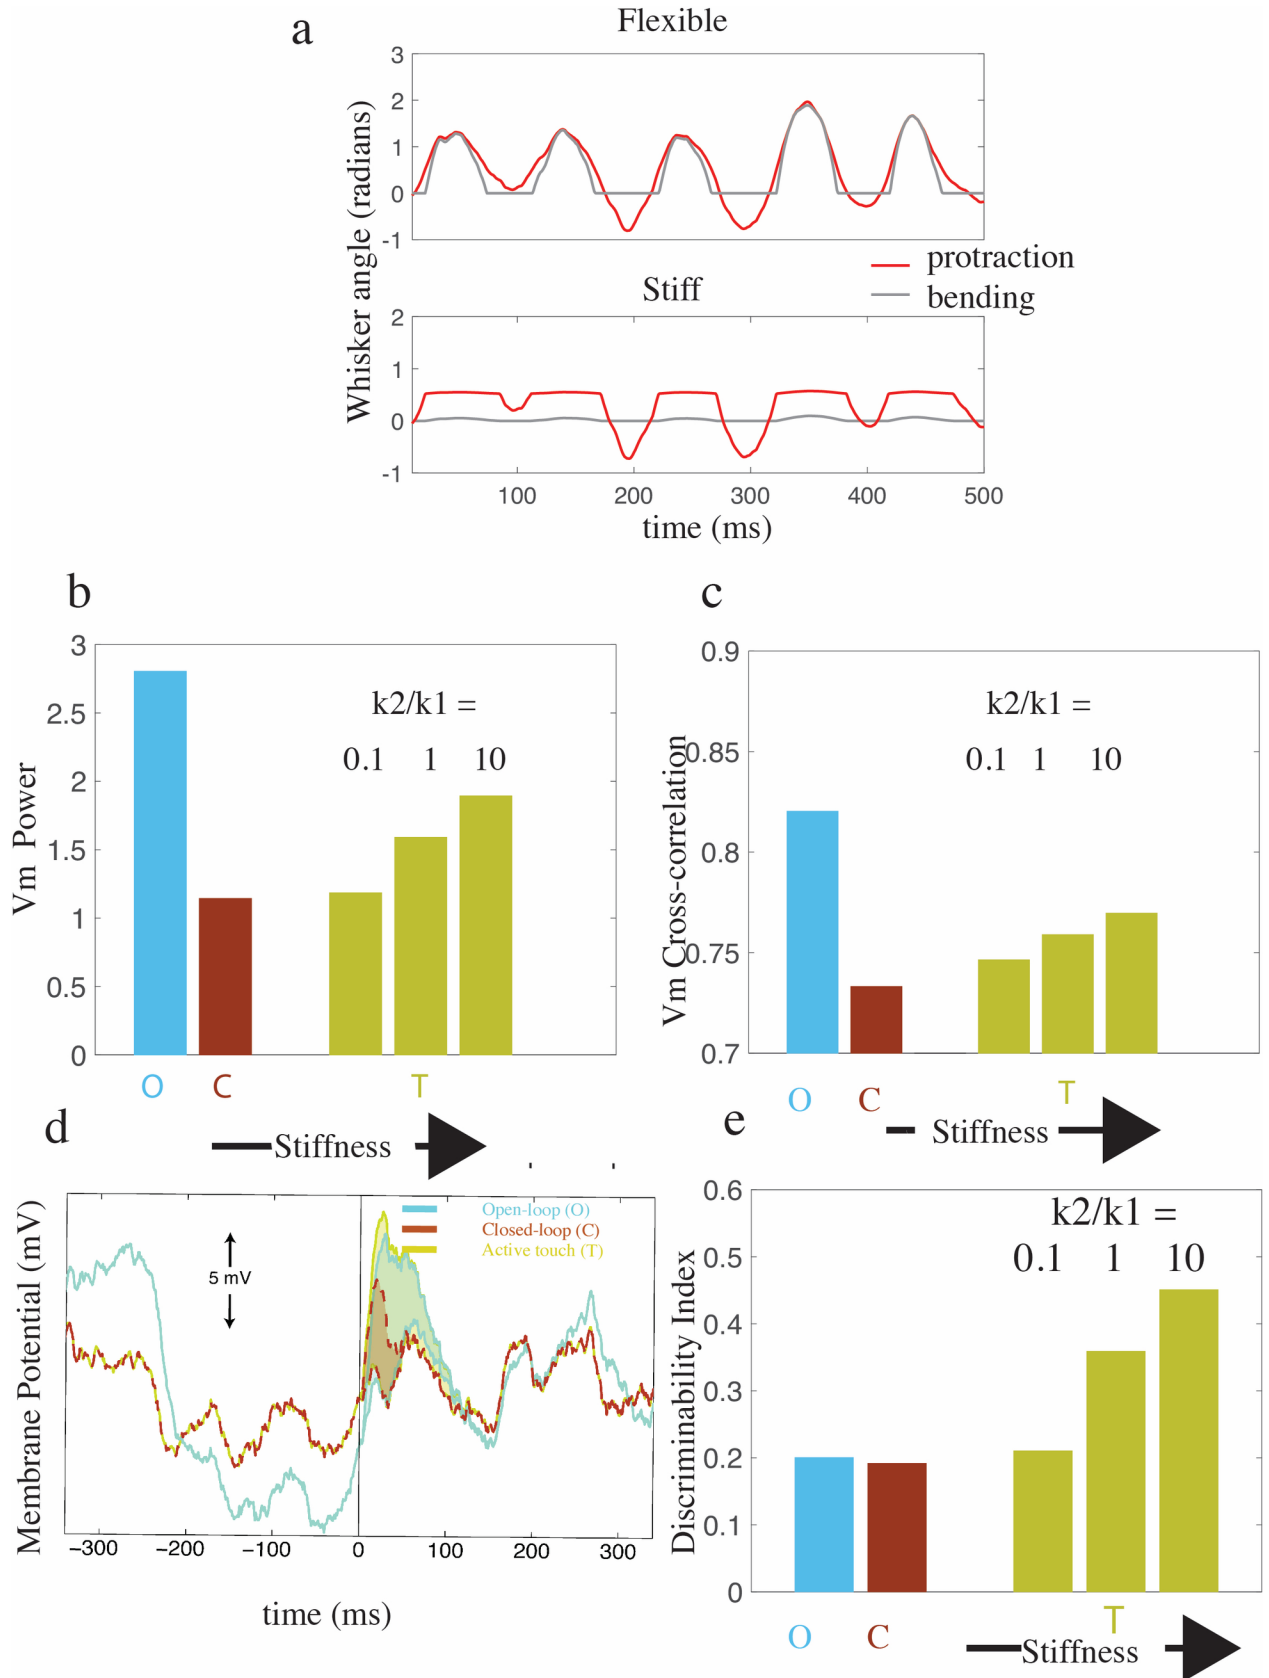 a
Flexible
3
2
1
0
-1
Whisker angle (radians)
protraction
bending
Stiff
2
1
0
-1
100 200 300 400 500
time (ms)
b
3
2.5
2
1.5
1
0.5
0
Vm Power
k2/k1 =
0.1 1 10
O C T
Stiffness
c
0.9
0.85
0.8
0.75
0.7
Vm Cross-correlation
k2/k1 =
0.1 1 10
O C T
Stiffness
d
Membrane Potential (mV)
5 mV
Open-loop (O)
Closed-loop (C)
Active touch (T)
−300 −200 −100 0 100 200 300
time (ms)
e
0.6
0.5
0.4
0.3
0.2
0.1
0
Discriminability Index
k2/k1 =
0.1 1 10
O C T
Stiffness